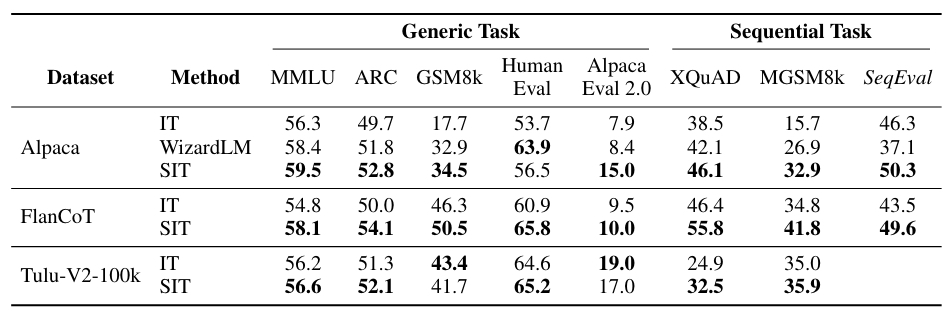 Generic Task Sequential Task
Dataset Method MMLU ARC GSM8k Human Eval Alpaca Eval 2.0 XQuAD MGSM8k SeqEval
Alpaca
IT 56.3 49.7 17.7 53.7 7.9 38.5 15.7 46.3
WizardLM 58.4 51.8 32.9 63.9 8.4 42.1 26.9 37.1
SIT 59.5 52.8 34.5 56.5 15.0 46.1 32.9 50.3
FlanCoT
IT 54.8 50.0 46.3 60.9 9.5 46.4 34.8 43.5
SIT 58.1 54.1 50.5 65.8 10.0 55.8 41.8 49.6
Tulu-V2-100k
IT 56.2 51.3 43.4 64.6 19.0 24.9 35.0
SIT 56.6 52.1 41.7 65.2 17.0 32.5 35.9